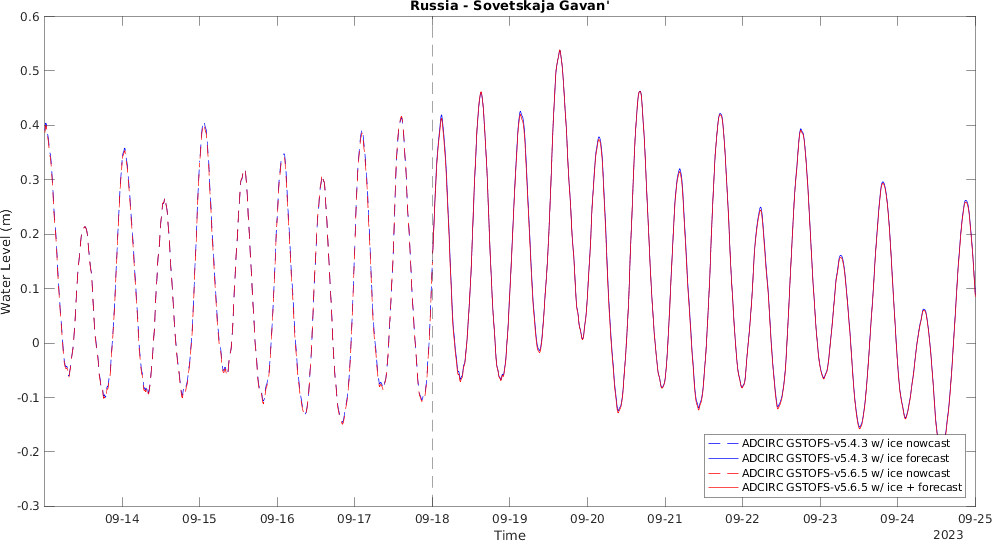 Russia - Sovetskaja Gavan'
0.6
0.5
0.4
0.3
0.2
0.1
0
-0.1
-0.2
-0.3
Water Level (m)
ADCIRC GSTOFS-v5.4.3 w/ ice nowcast
ADCIRC GSTOFS-v5.4.3 w/ ice forecast
ADCIRC GSTOFS-v5.6.5 w/ ice nowcast
ADCIRC GSTOFS-v5.6.5 w/ ice + forecast
09-14 09-15 09-16 09-17 09-18 09-19 09-20 09-21 09-22 09-23 09-24 09-25
Time
2023